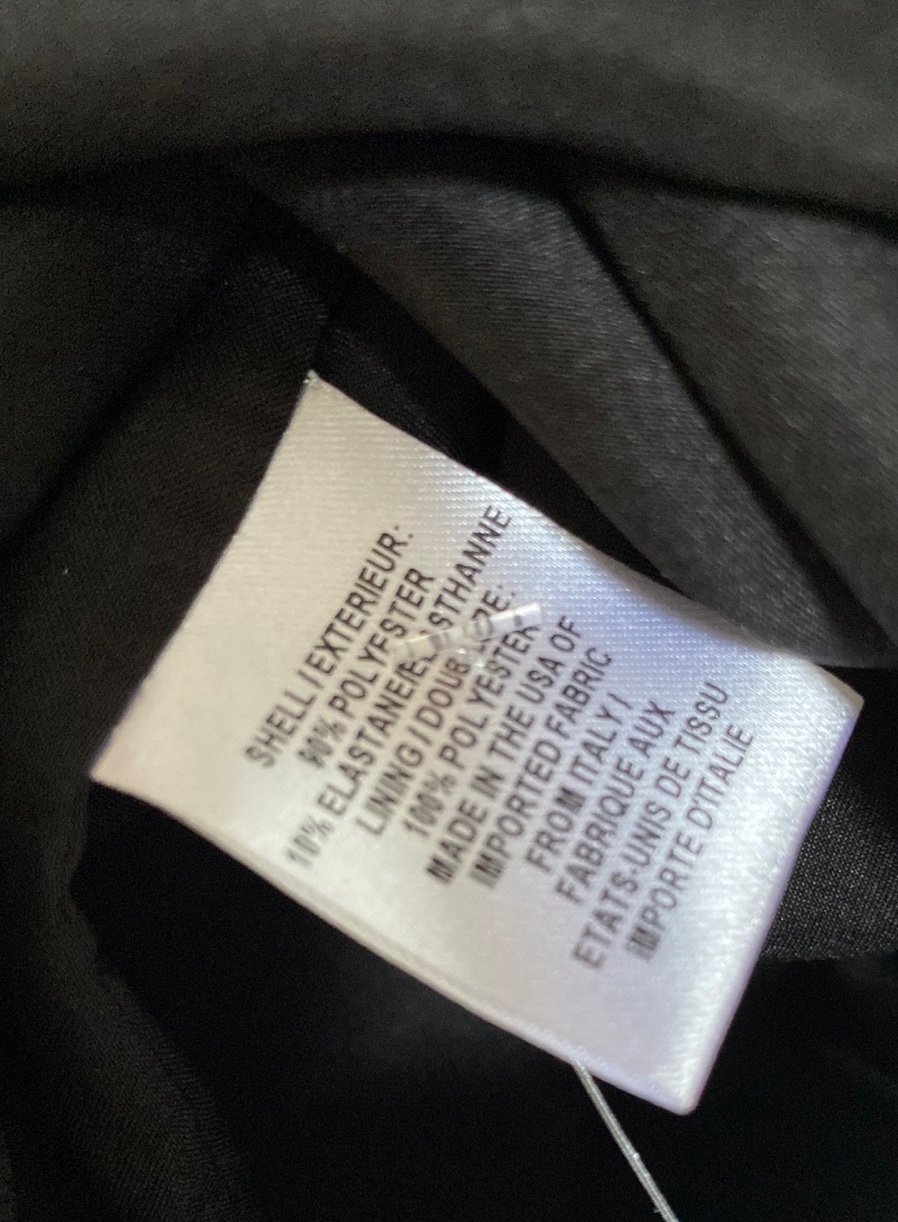 SHELL / EXTERIEUR:
90% POLYESTER
10% ELASTANE/ELASTHANNE
LINING / DOUBLURE:
100% POLYESTER
MADE IN THE USA OF
IMPORTED FABRIC
FROM ITALY /
FABRIQUE AUX
ETATS-UNIS DE TISSU
IMPORTE D'ITALIE